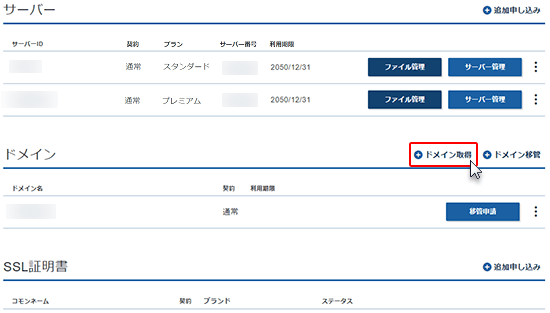 サーバー 追加申し込み
サーバーID 契約 プラン サーバー番号 利用期限
通常 スタンダード 2050/12/31 ファイル管理 サーバー管理
通常 プレミアム 2050/12/31 ファイル管理 サーバー管理
ドメイン ドメイン取得 ドメイン移管
ドメイン名 契約 利用期限
通常 移管申請
SSL証明書 追加申し込み
コモンネーム 契約 ブランド ステータス